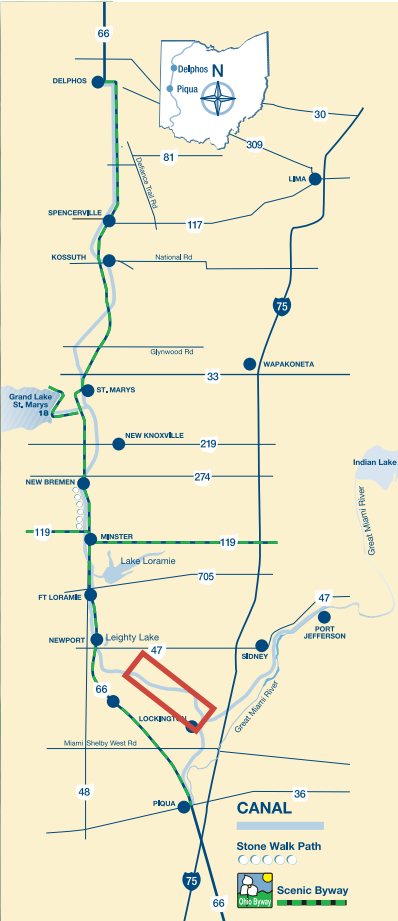 66
DELPHOS
Delphos
N
Piqua
30
309
81
Defiance Trail Rd
LIMA
SPENCERVILLE
117
KOSSUTH
National Rd
75
Glynwood Rd
WAPAKONETA
33
Grand Lake
St. Marys
18
ST. MARYS
NEW KNOXVILLE
219
Indian Lake
274
NEW BREMEN
Great Miami River
119
MINSTER
119
Lake Loramie
705
FT LORAMIE
47
PORT
JEFFERSON
NEWPORT
Leighty Lake
47
SIDNEY
66
Great Miami River
LOCKINGTON
Miami Shelby West Rd
48
36
PIQUA
CANAL
Stone Walk Path
75
Ohio Byway
Scenic Byway
66